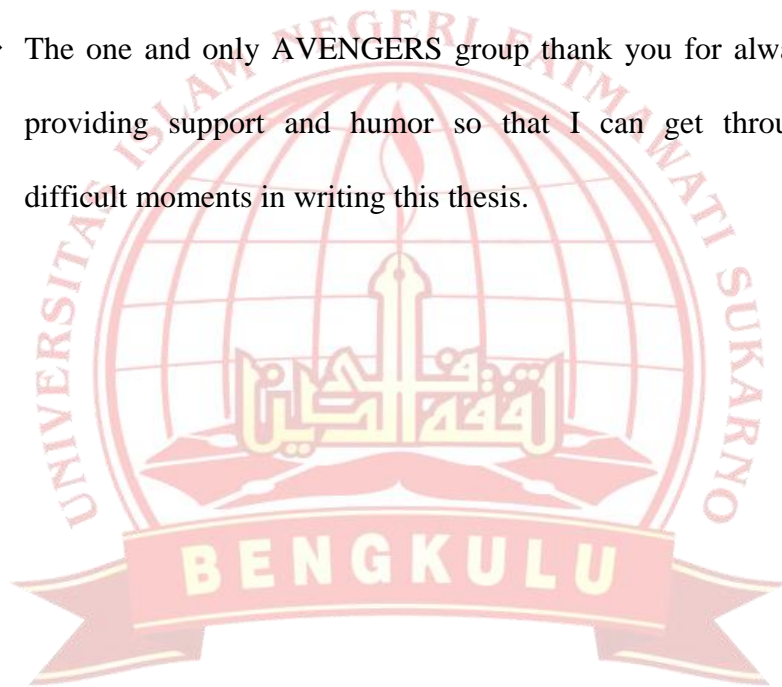 The one and only AVENGERS group thank you for alwa
providing support and humor so that I can get throu
difficult moments in writing this thesis.
UNIVERSITAS ISLAM NEGERI FATMAWATI SUKARNO
BENGKULU